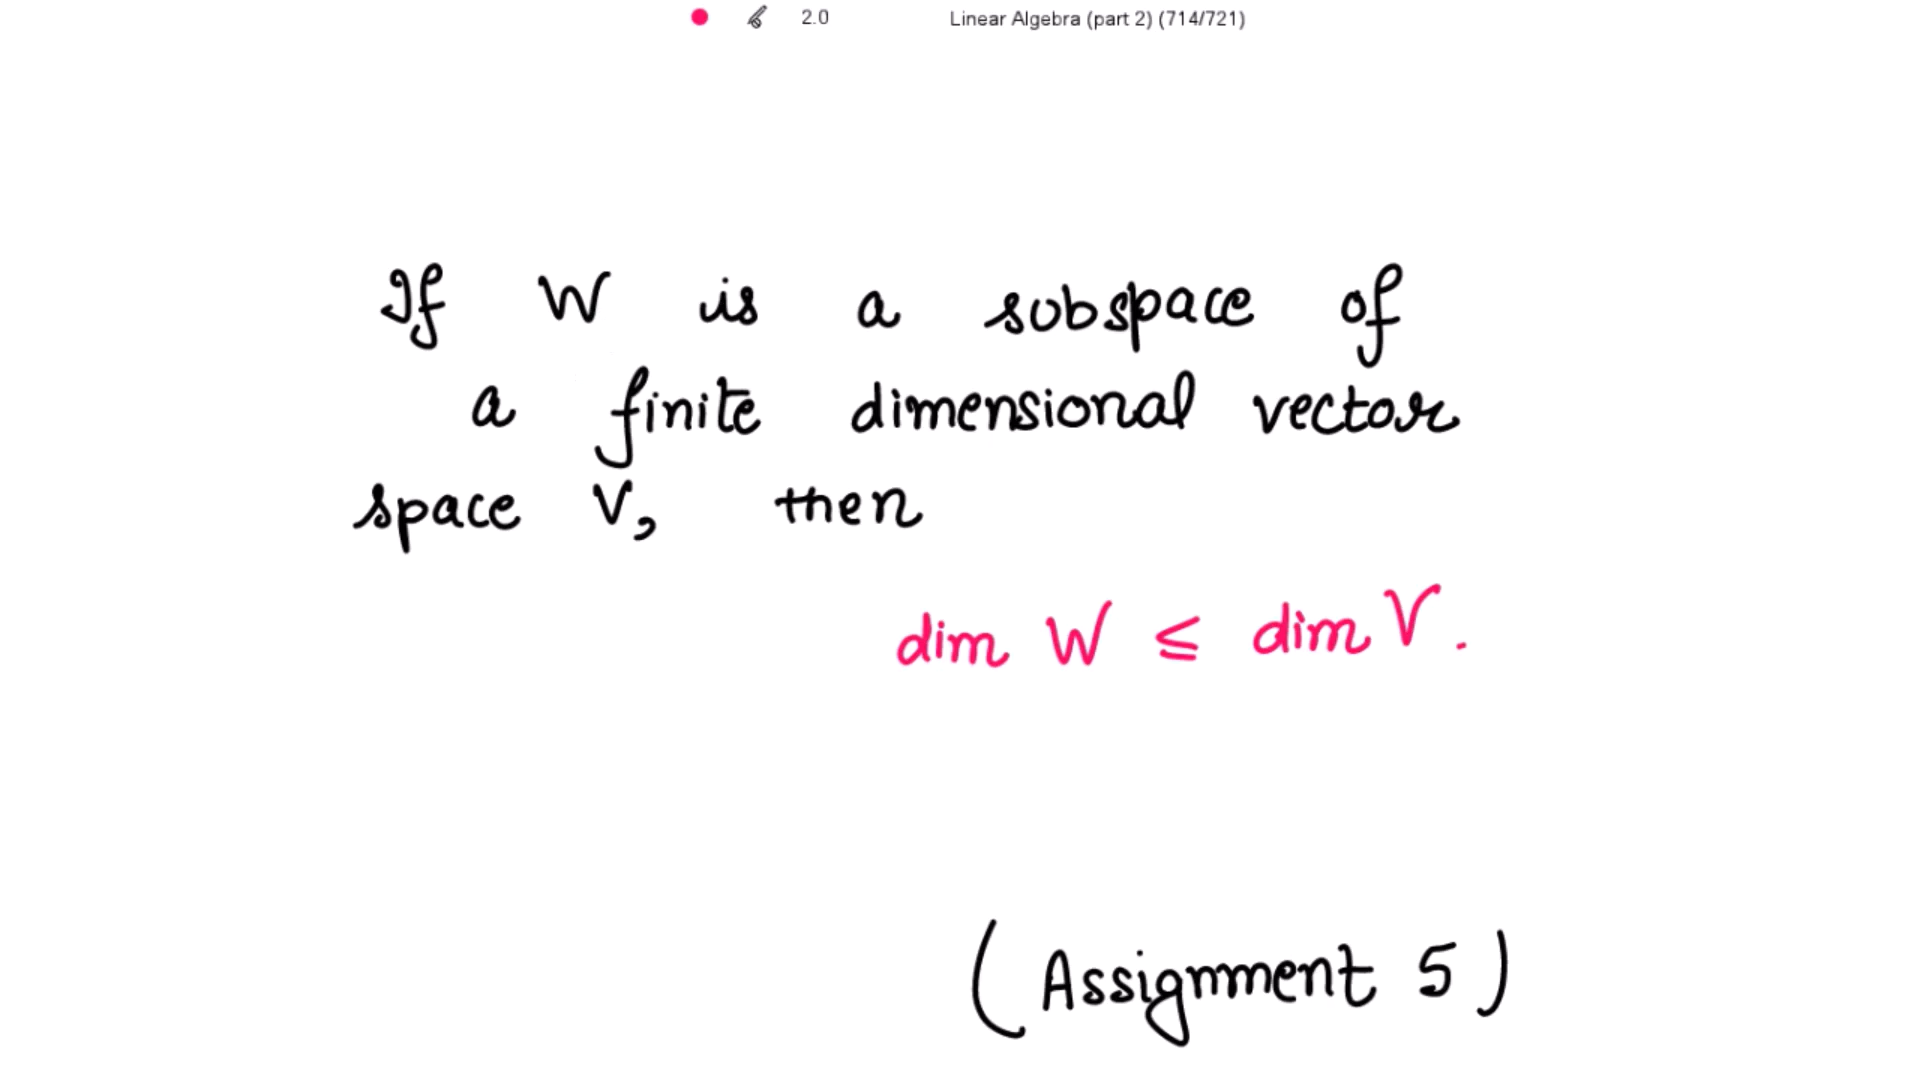 2.0 Linear Algebra (part 2) (714/721)
If W is a subspace of
a finite dimensional vector
space V, then
dim W ≤ dim V.
(Assignment 5)